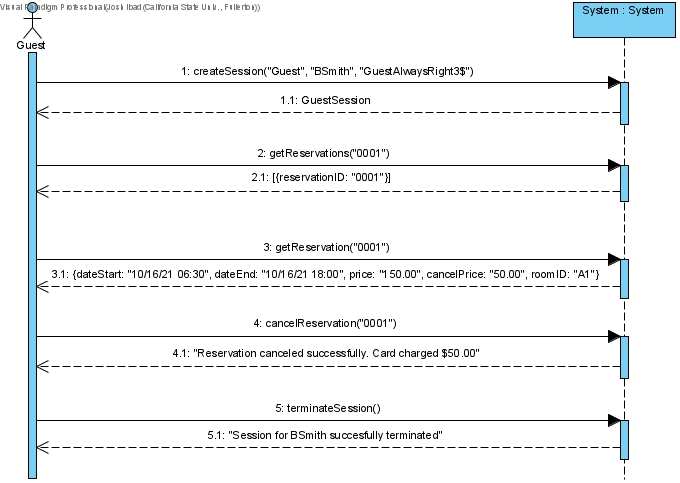 Visual Paradigm Professional(Josh Ibad(California State Univ., Fullerton))
System : System
Guest
1: createSession("Guest", "BSmith", "GuestAlwaysRight3$")
1.1: GuestSession
2: getReservations("0001")
2.1: [{reservationID: "0001"}]
3: getReservation("0001")
3.1: {dateStart: "10/16/21 06:30", dateEnd: "10/16/21 18:00", price: "150.00", cancelPrice: "50.00", roomID: "A1"}
4: cancelReservation("0001")
4.1: "Reservation canceled successfully. Card charged $50.00"
5: terminateSession()
5.1: "Session for BSmith succesfully terminated"